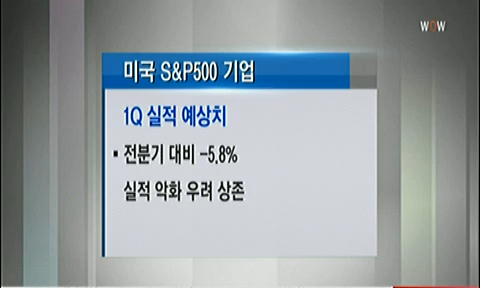 WOW
미국 S&P500 기업
1Q 실적 예상치
▪ 전분기 대비 -5.8%
실적 악화 우려 상존